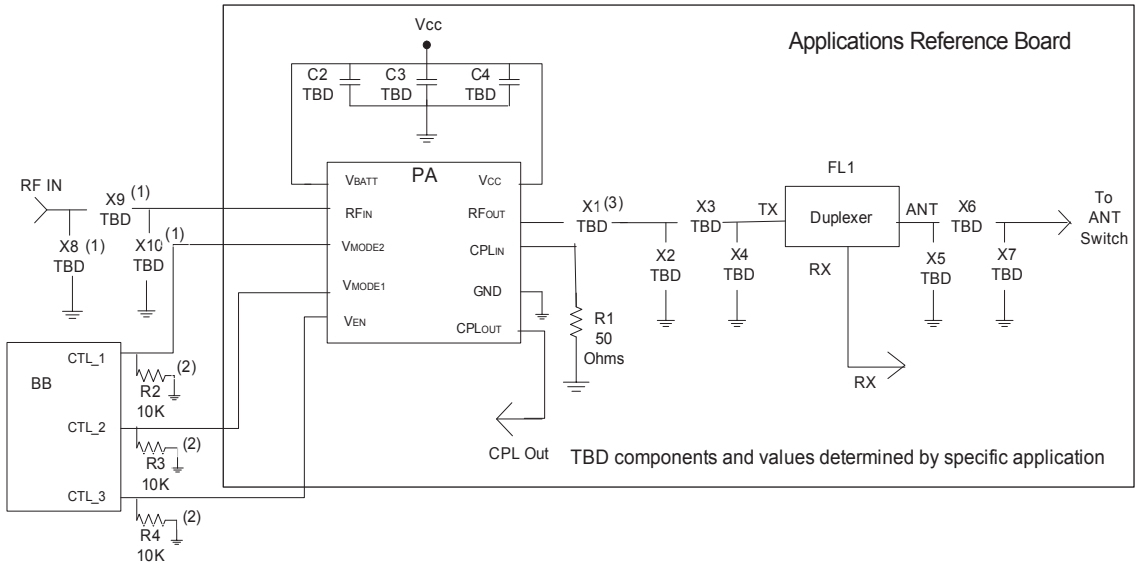 Applications Reference Board
Vcc
C2
TBD
C3
TBD
C4
TBD
RF IN
X9 (1)
TBD
X8 (1)
TBD
X10 (1)
TBD
PA
VBATT
RFIN
VMODE2
VMODE1
VEN
VCC
RFOUT
CPLIN
GND
CPLOUT
X1 (3)
TBD
X2
TBD
X3
TBD
X4
TBD
TX
FL1
Duplexer
ANT
RX
X5
TBD
X6
TBD
X7
TBD
To
ANT
Switch
R1
50
Ohms
RX
CPL Out
BB
CTL_1
CTL_2
CTL_3
(2)
R2
10K
(2)
R3
10K
(2)
R4
10K
TBD components and values determined by specific application